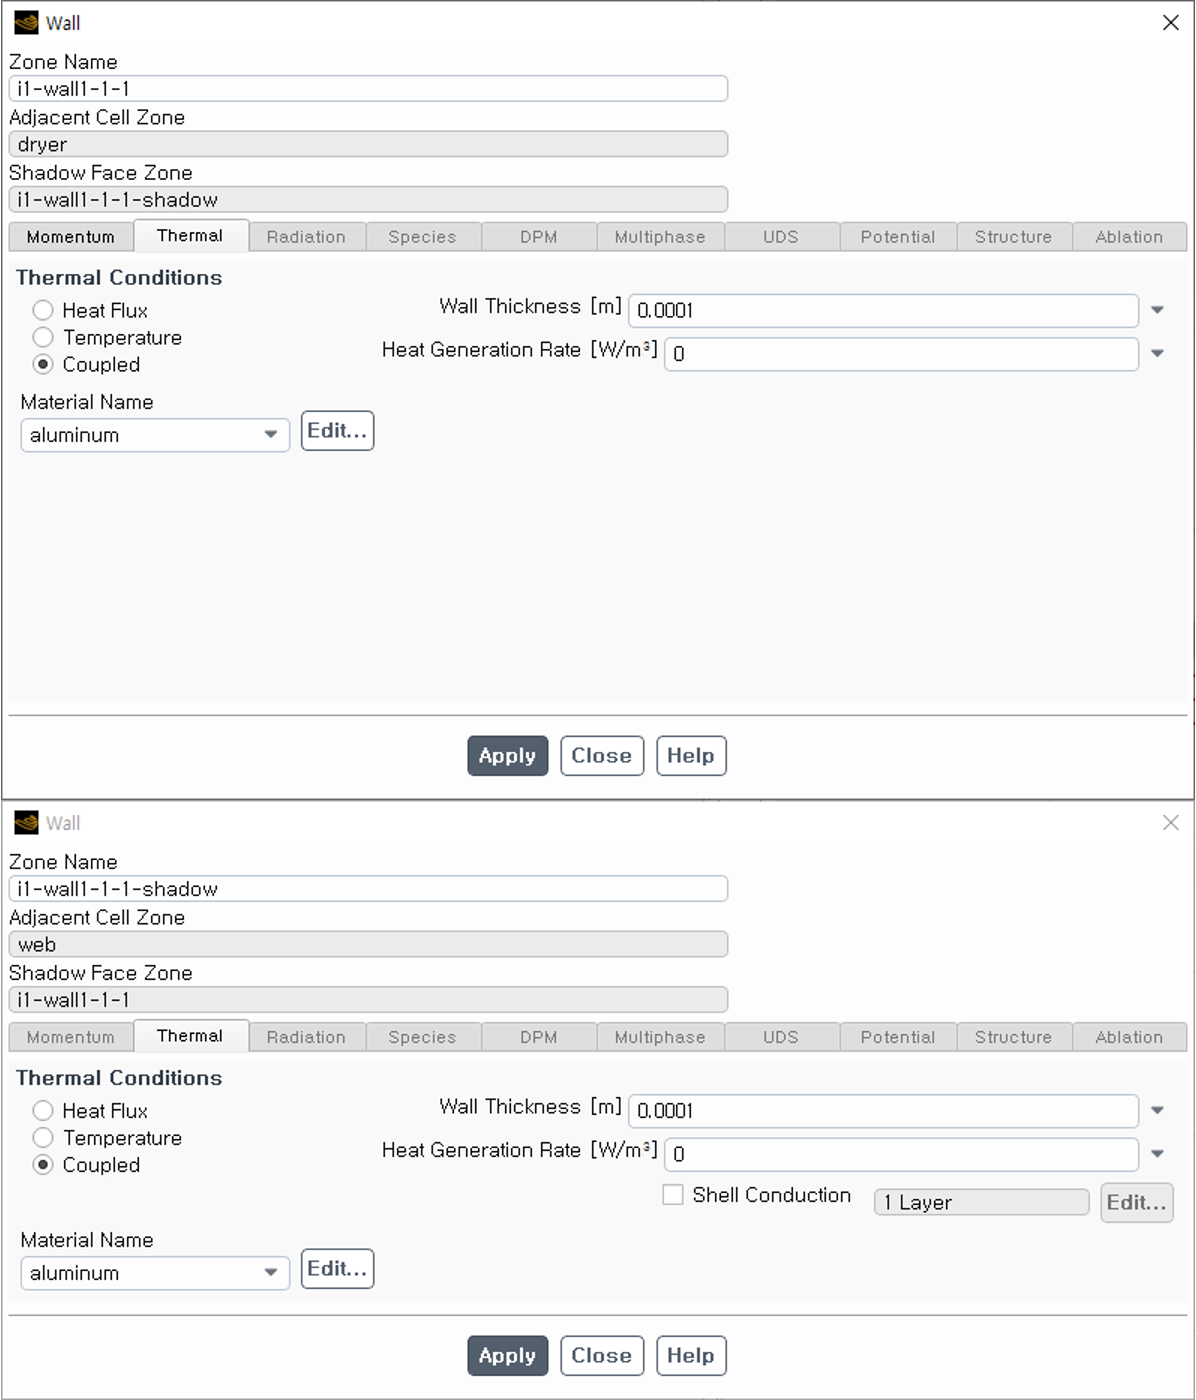 Wall
Zone Name
i1-wall1-1-1
Adjacent Cell Zone
dryer
Shadow Face Zone
i1-wall1-1-1-shadow
Momentum Thermal Radiation Species DPM Multiphase UDS Potential Structure Ablation
Thermal Conditions
Heat Flux
Temperature
Coupled
Wall Thickness [m] 0.0001
Heat Generation Rate [W/m³] 0
Material Name
aluminum Edit...
Apply Close Help
Wall
Zone Name
i1-wall1-1-1-shadow
Adjacent Cell Zone
web
Shadow Face Zone
i1-wall1-1-1
Momentum Thermal Radiation Species DPM Multiphase UDS Potential Structure Ablation
Thermal Conditions
Heat Flux
Temperature
Coupled
Wall Thickness [m] 0.0001
Heat Generation Rate [W/m³] 0
Shell Conduction 1 Layer Edit...
Material Name
aluminum Edit...
Apply Close Help